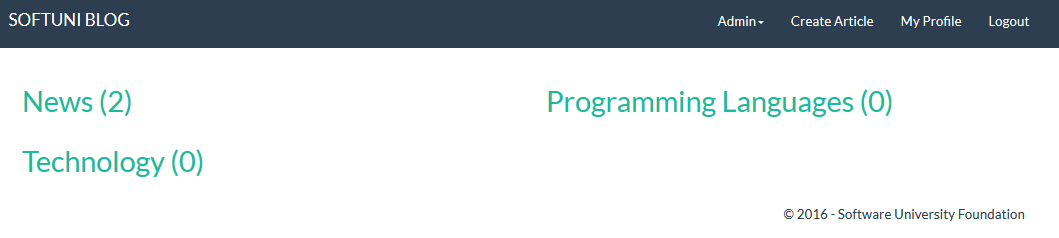 SOFTUNI BLOG Admin Create Article My Profile Logout
News (2) Programming Languages (0)
Technology (0)
© 2016 - Software University Foundation